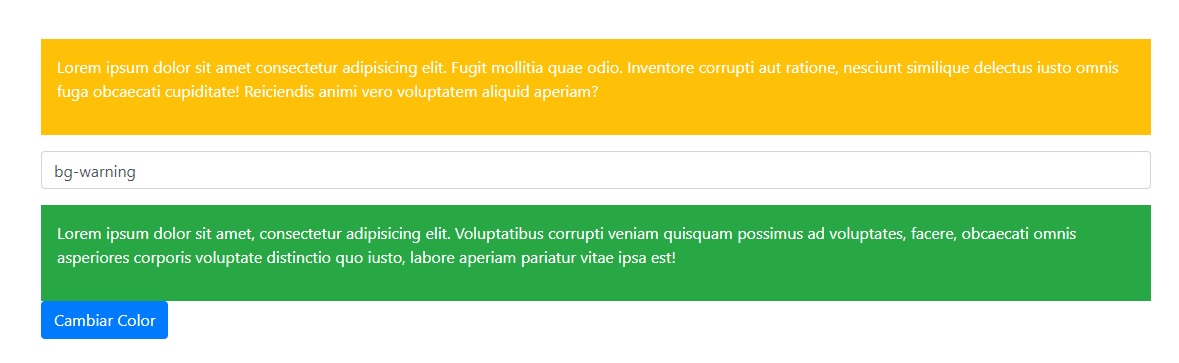 Lorem ipsum dolor sit amet consectetur adipisicing elit. Fugit mollitia quae odio. Inventore corrupti aut ratione, nesciunt similique delectus iusto omnis
fuga obcaecati cupiditate! Reiciendis animi vero voluptatem aliquid aperiam?
bg-warning
Lorem ipsum dolor sit amet, consectetur adipisicing elit. Voluptatibus corrupti veniam quisquam possimus ad voluptates, facere, obcaecati omnis
asperiores corporis voluptate distinctio quo iusto, labore aperiam pariatur vitae ipsa est!
Cambiar Color